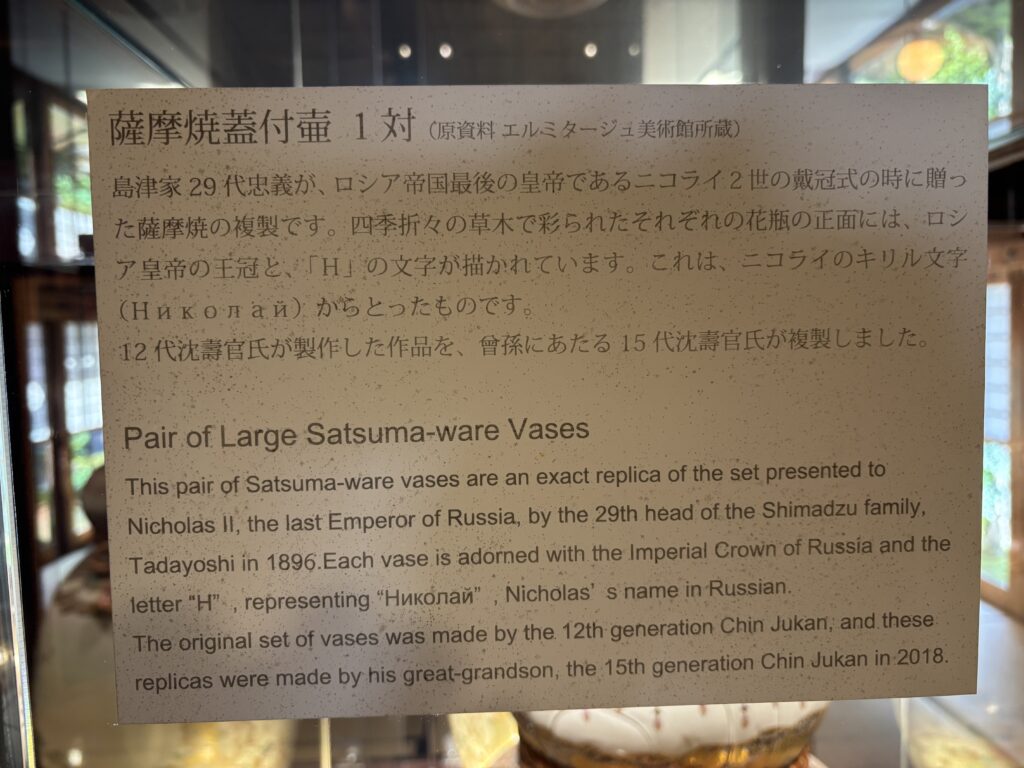 薩摩焼蓋付壷 1対（原資料 エルミタージュ美術館所蔵）
島津家29代忠義が、ロシア帝国最後の皇帝であるニコライ2世の戴冠式の時に贈っ
た薩摩焼の複製です。四季折々の草木で彩られたそれぞれの花瓶の正面には、ロシ
ア皇帝の王冠と、「Н」の文字が描かれています。これは、ニコライのキリル文字
（Николай）からとったものです。
12代沈壽官氏が製作した作品を、曾孫にあたる15代沈壽官氏が複製しました。
Pair of Large Satsuma-ware Vases
This pair of Satsuma-ware vases are an exact replica of the set presented to
Nicholas II, the last Emperor of Russia, by the 29th head of the Shimadzu family,
Tadayoshi in 1896.Each vase is adorned with the Imperial Crown of Russia and the
letter "H" , representing “Николай” , Nicholas’ s name in Russian.
The original set of vases was made by the 12th generation Chin Jukan, and these
replicas were made by his great-grandson, the 15th generation Chin Jukan in 2018.